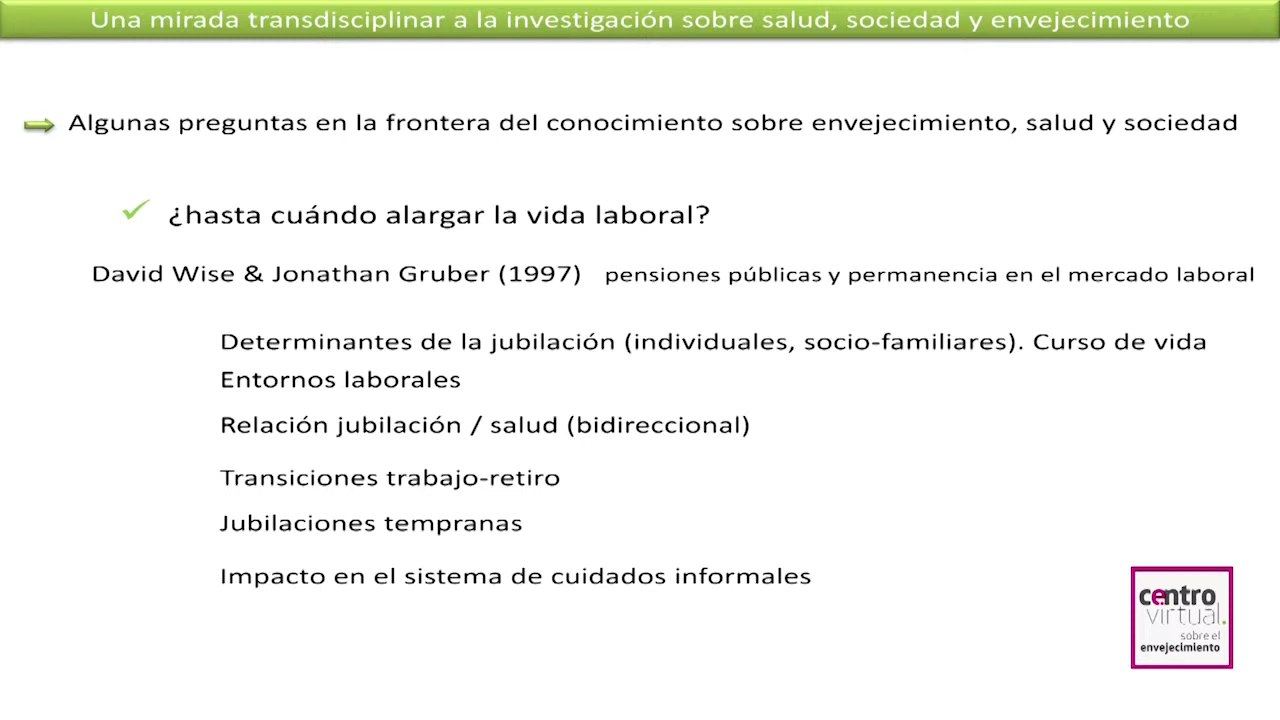 Una mirada transdisciplinar a la investigación sobre salud, sociedad y envejecimiento
Algunas preguntas en la frontera del conocimiento sobre envejecimiento, salud y sociedad
¿hasta cuándo alargar la vida laboral?
David Wise & Jonathan Gruber (1997) pensiones públicas y permanencia en el mercado laboral
Determinantes de la jubilación (individuales, socio-familiares). Curso de vida
Entornos laborales
Relación jubilación / salud (bidireccional)
Transiciones trabajo-retiro
Jubilaciones tempranas
Impacto en el sistema de cuidados informales
centro
virtual.
sobre el
envejecimiento